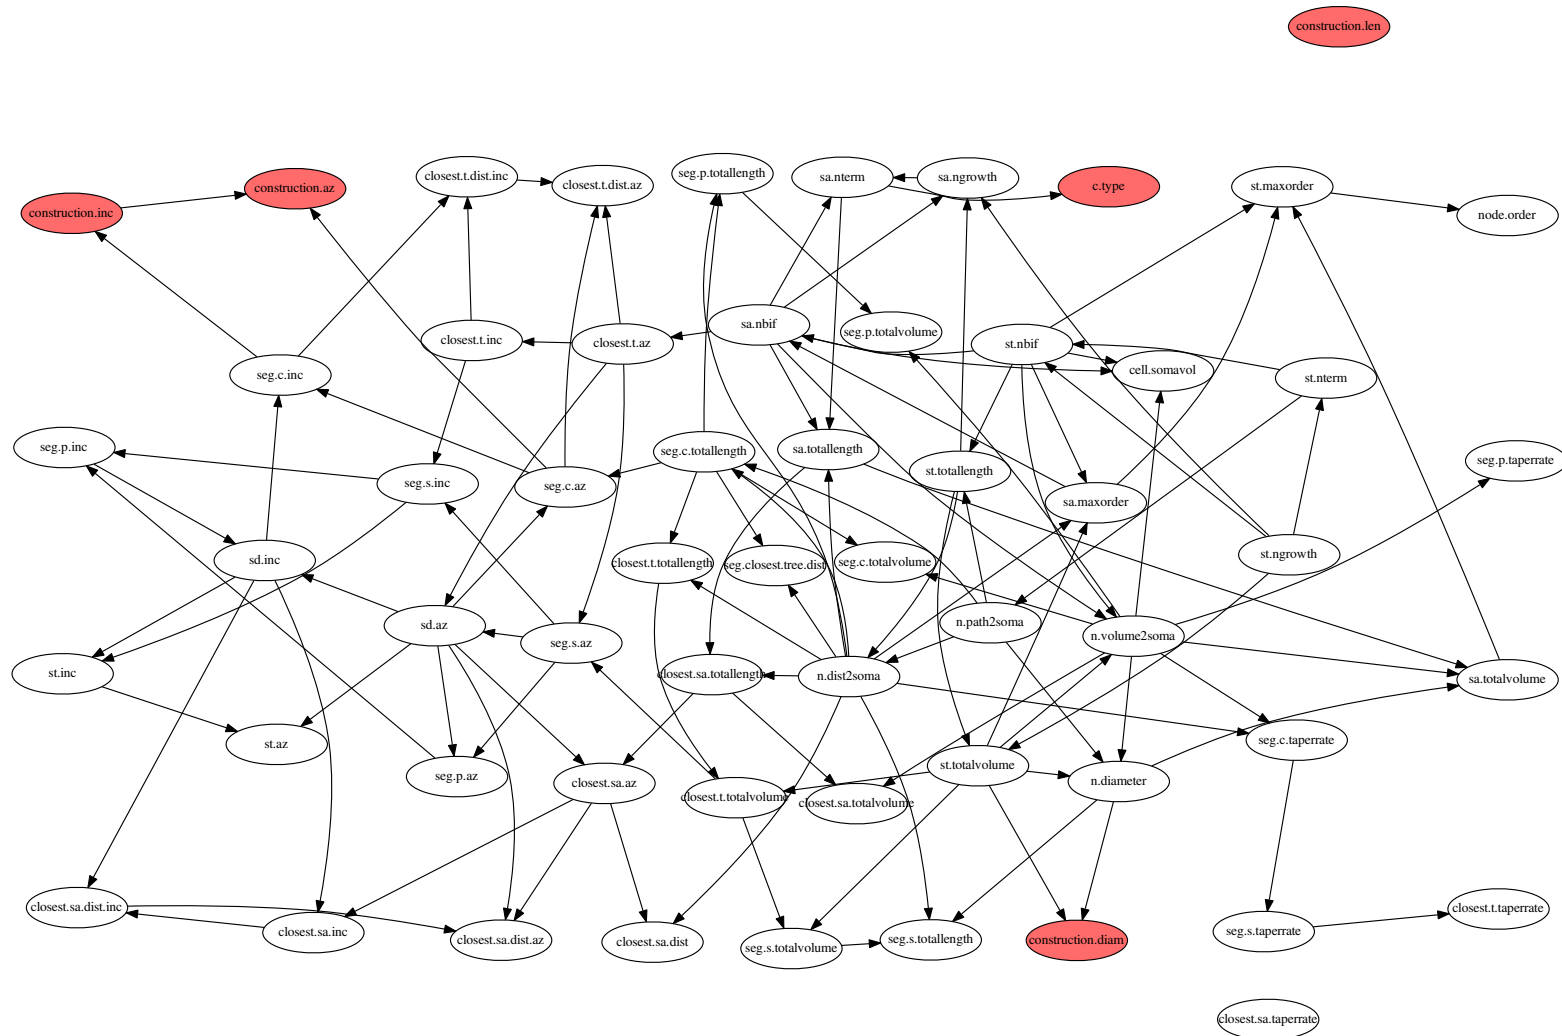 construction.len
closest.t.dist.inc
closest.t.dist.az
seg.p.totallength
sa.nterm
sa.ngrowth
c.type
st.maxorder
node.order
construction.az
construction.inc
sa.nbif
seg.p.totalvolume
st.nbif
closest.t.inc
closest.t.az
cell.somavol
st.nterm
seg.c.inc
seg.p.inc
seg.c.totallength
sa.totallength
st.totallength
seg.p.taperrate
seg.s.inc
seg.c.az
sa.maxorder
sd.inc
closest.t.totallength
seg.closest.tree.dist
seg.c.totalvolume
st.ngrowth
sd.az
seg.s.az
n.path2soma
n.volume2soma
st.inc
closest.sa.totallength
n.dist2soma
sa.totalvolume
st.az
seg.c.taperrate
seg.p.az
closest.sa.az
st.totalvolume
n.diameter
closest.t.totalvolume
closest.sa.totalvolume
closest.sa.dist.inc
closest.sa.inc
closest.sa.dist.az
closest.sa.dist
seg.s.totalvolume
seg.s.totallength
construction.diam
seg.s.taperrate
closest.t.taperrate
closest.sa.taperrate